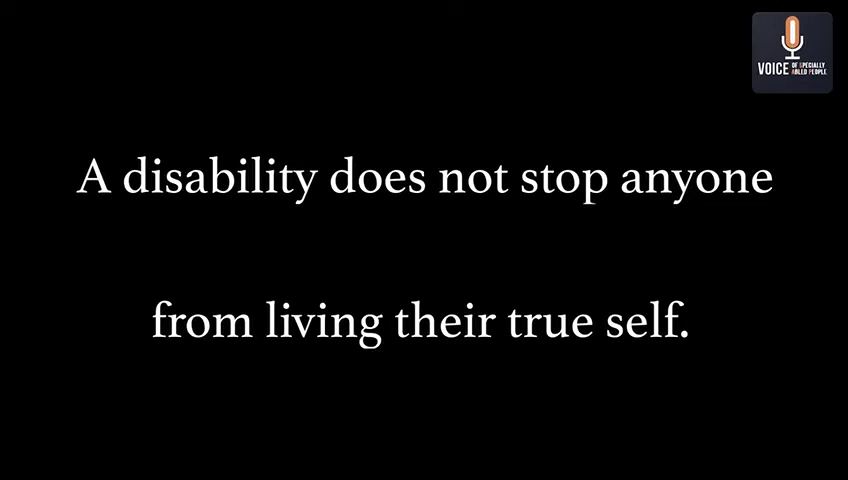 VOICE OF SPECIALLY ABLED PEOPLE
A disability does not stop anyone
from living their true self.